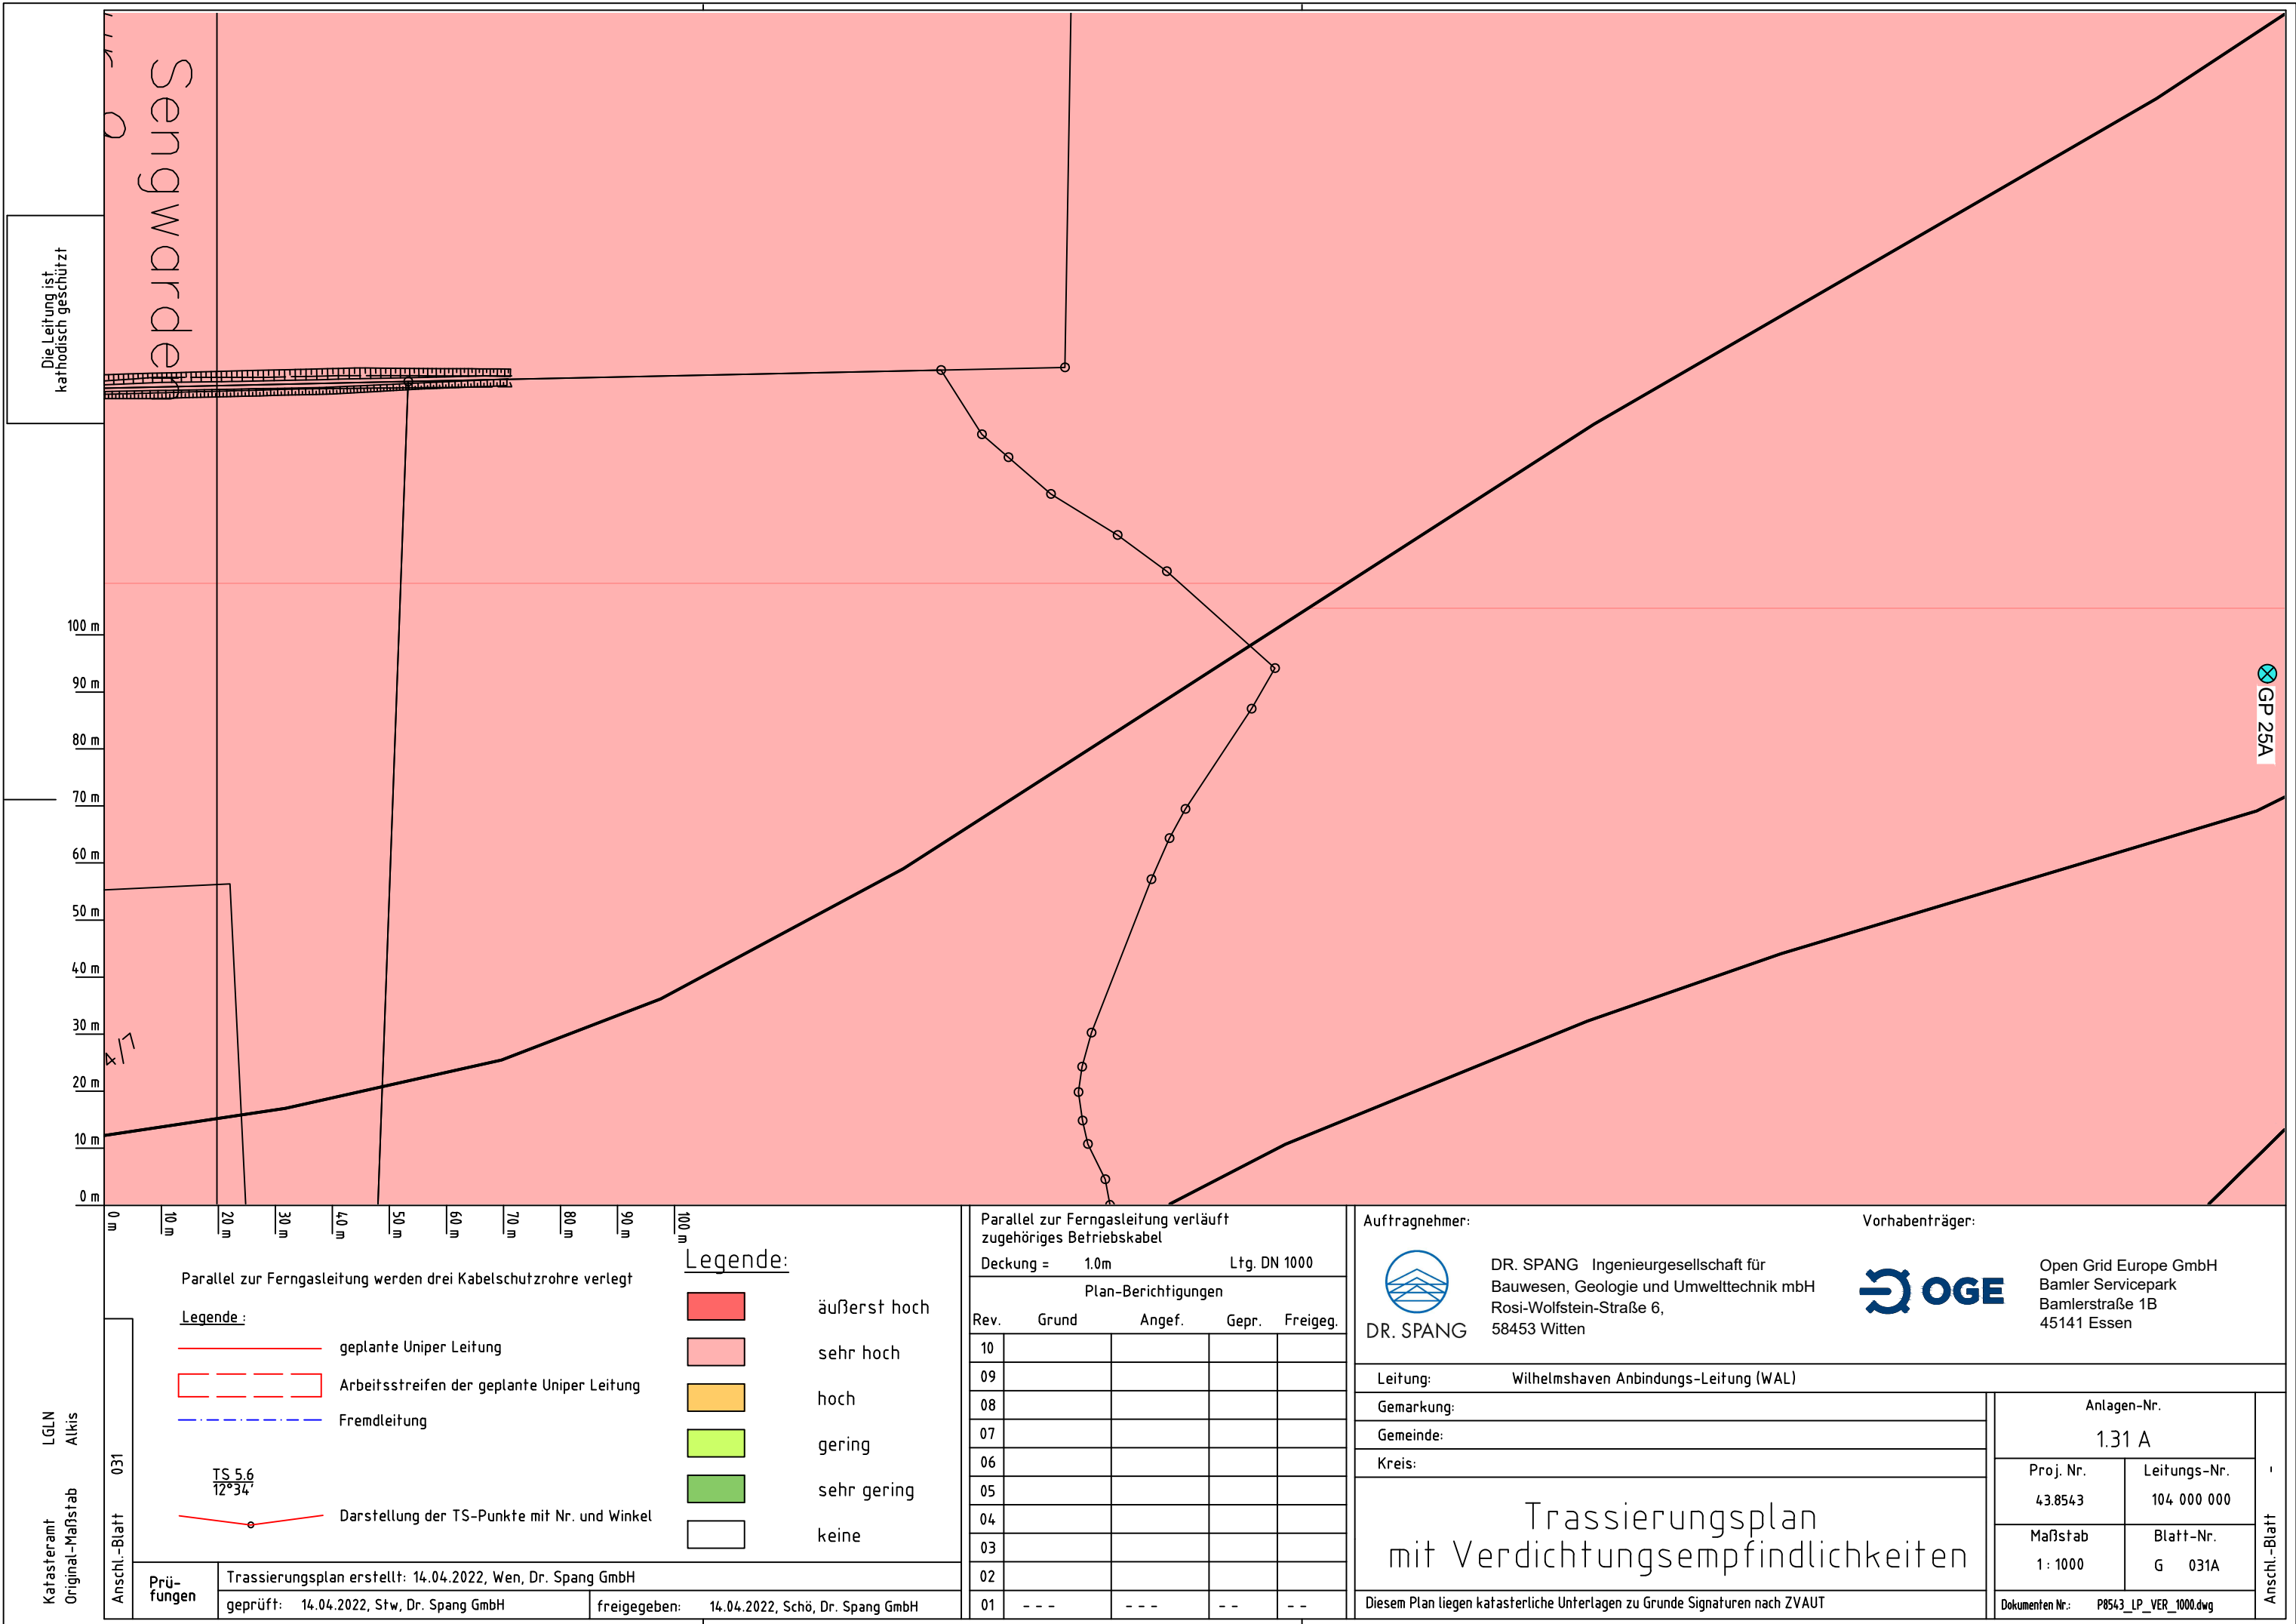 Sengwarde
Die Leitung ist
kathodisch geschützt
GP 25A
100 m
90 m
80 m
70 m
60 m
50 m
40 m
30 m
20 m
10 m
0 m
0 m
10 m
20 m
30 m
40 m
50 m
60 m
70 m
80 m
90 m
100 m
Parallel zur Ferngasleitung werden drei Kabelschutzrohre verlegt
Legende :
geplante Uniper Leitung
Arbeitsstreifen der geplante Uniper Leitung
Fremdleitung
TS 5.6
12°34'
Darstellung der TS-Punkte mit Nr. und Winkel
Legende:
äußerst hoch
sehr hoch
hoch
gering
sehr gering
keine
Katasteramt LGLN
Original-Maßstab Alkis
Anschl.-Blatt 031
Prü-
fungen
Trassierungsplan erstellt: 14.04.2022, Wen, Dr. Spang GmbH
geprüft: 14.04.2022, Stw, Dr. Spang GmbH
freigegeben: 14.04.2022, Schö, Dr. Spang GmbH
Parallel zur Ferngasleitung verläuft
zugehöriges Betriebskabel
Deckung = 1.0m Ltg. DN 1000
Plan-Berichtigungen
Rev. Grund Angef. Gepr. Freigeg.
10
09
08
07
06
05
04
03
02
01 --- --- -- --
Auftragnehmer:
DR. SPANG
DR. SPANG Ingenieurgesellschaft für
Bauwesen, Geologie und Umwelttechnik mbH
Rosi-Wolfstein-Straße 6,
58453 Witten
Vorhabenträger:
OGE
Open Grid Europe GmbH
Bamler Servicepark
Bamlerstraße 1B
45141 Essen
Leitung: Wilhelmshaven Anbindungs-Leitung (WAL)
Gemarkung:
Gemeinde:
Kreis:
Trassierungsplan
mit Verdichtungsempfindlichkeiten
Diesem Plan liegen katasterliche Unterlagen zu Grunde Signaturen nach ZVAUT
Anlagen-Nr.
1.31 A
Proj. Nr.
43.8543
Leitungs-Nr.
104 000 000
Maßstab
1 : 1000
Blatt-Nr.
G 031A
Dokumenten Nr.: P8543_LP_VER_1000.dwg
Anschl.-Blatt -